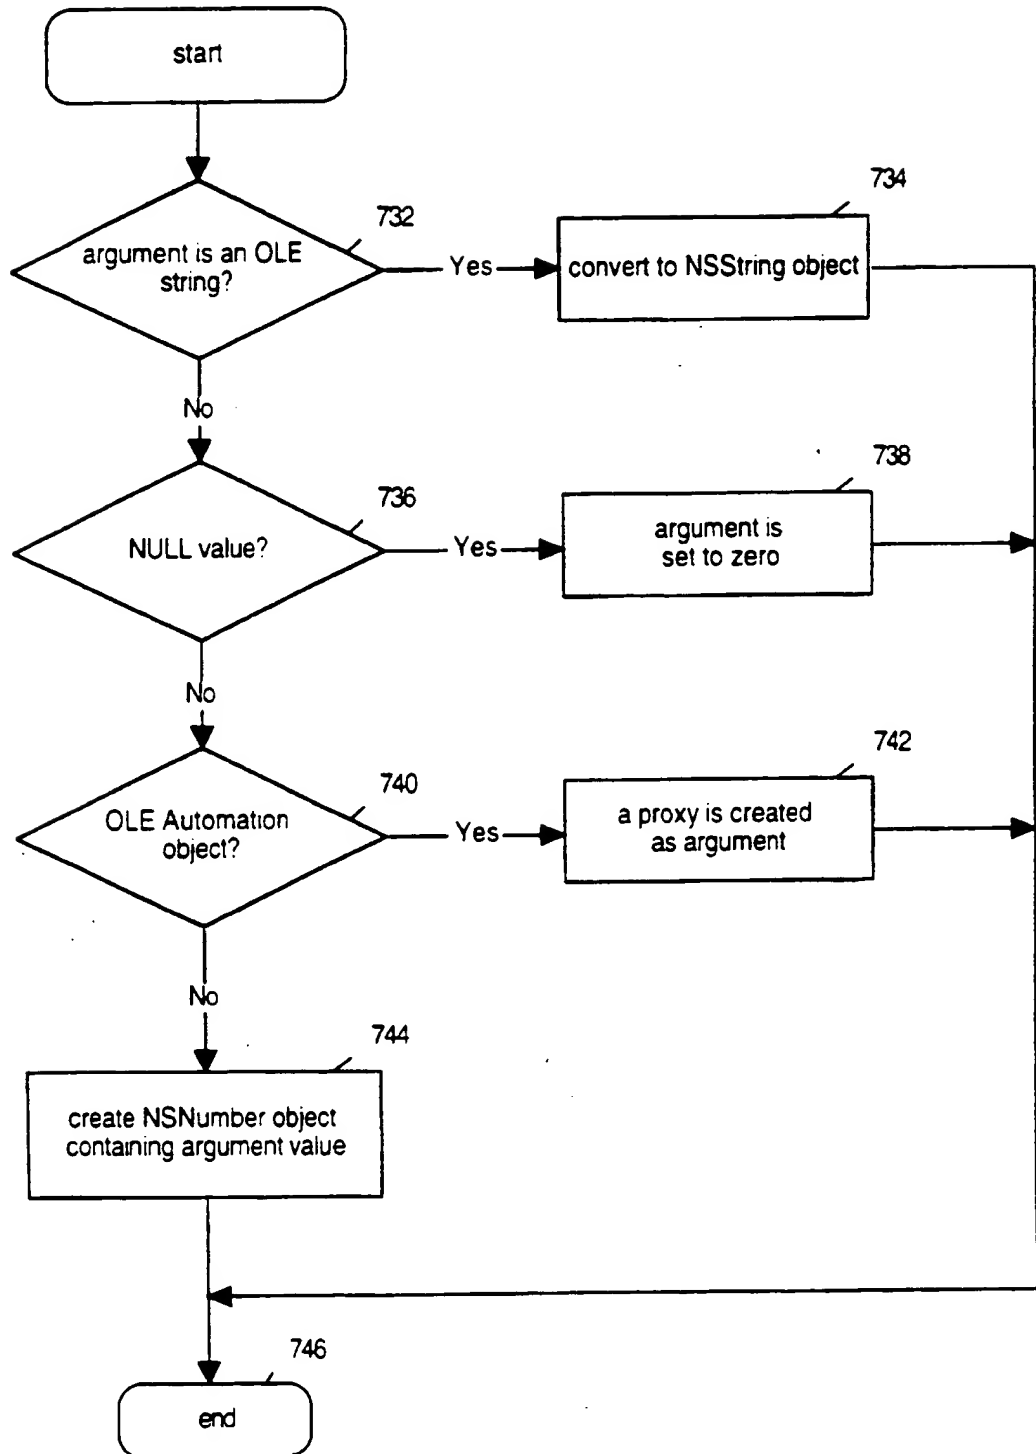 start
732
argument is an OLE
string?
Yes
734
convert to NSString object
No
736
NULL value?
Yes
738
argument is
set to zero
No
740
OLE Automation
object?
Yes
742
a proxy is created
as argument
No
744
create NSNumber object
containing argument value
746
end